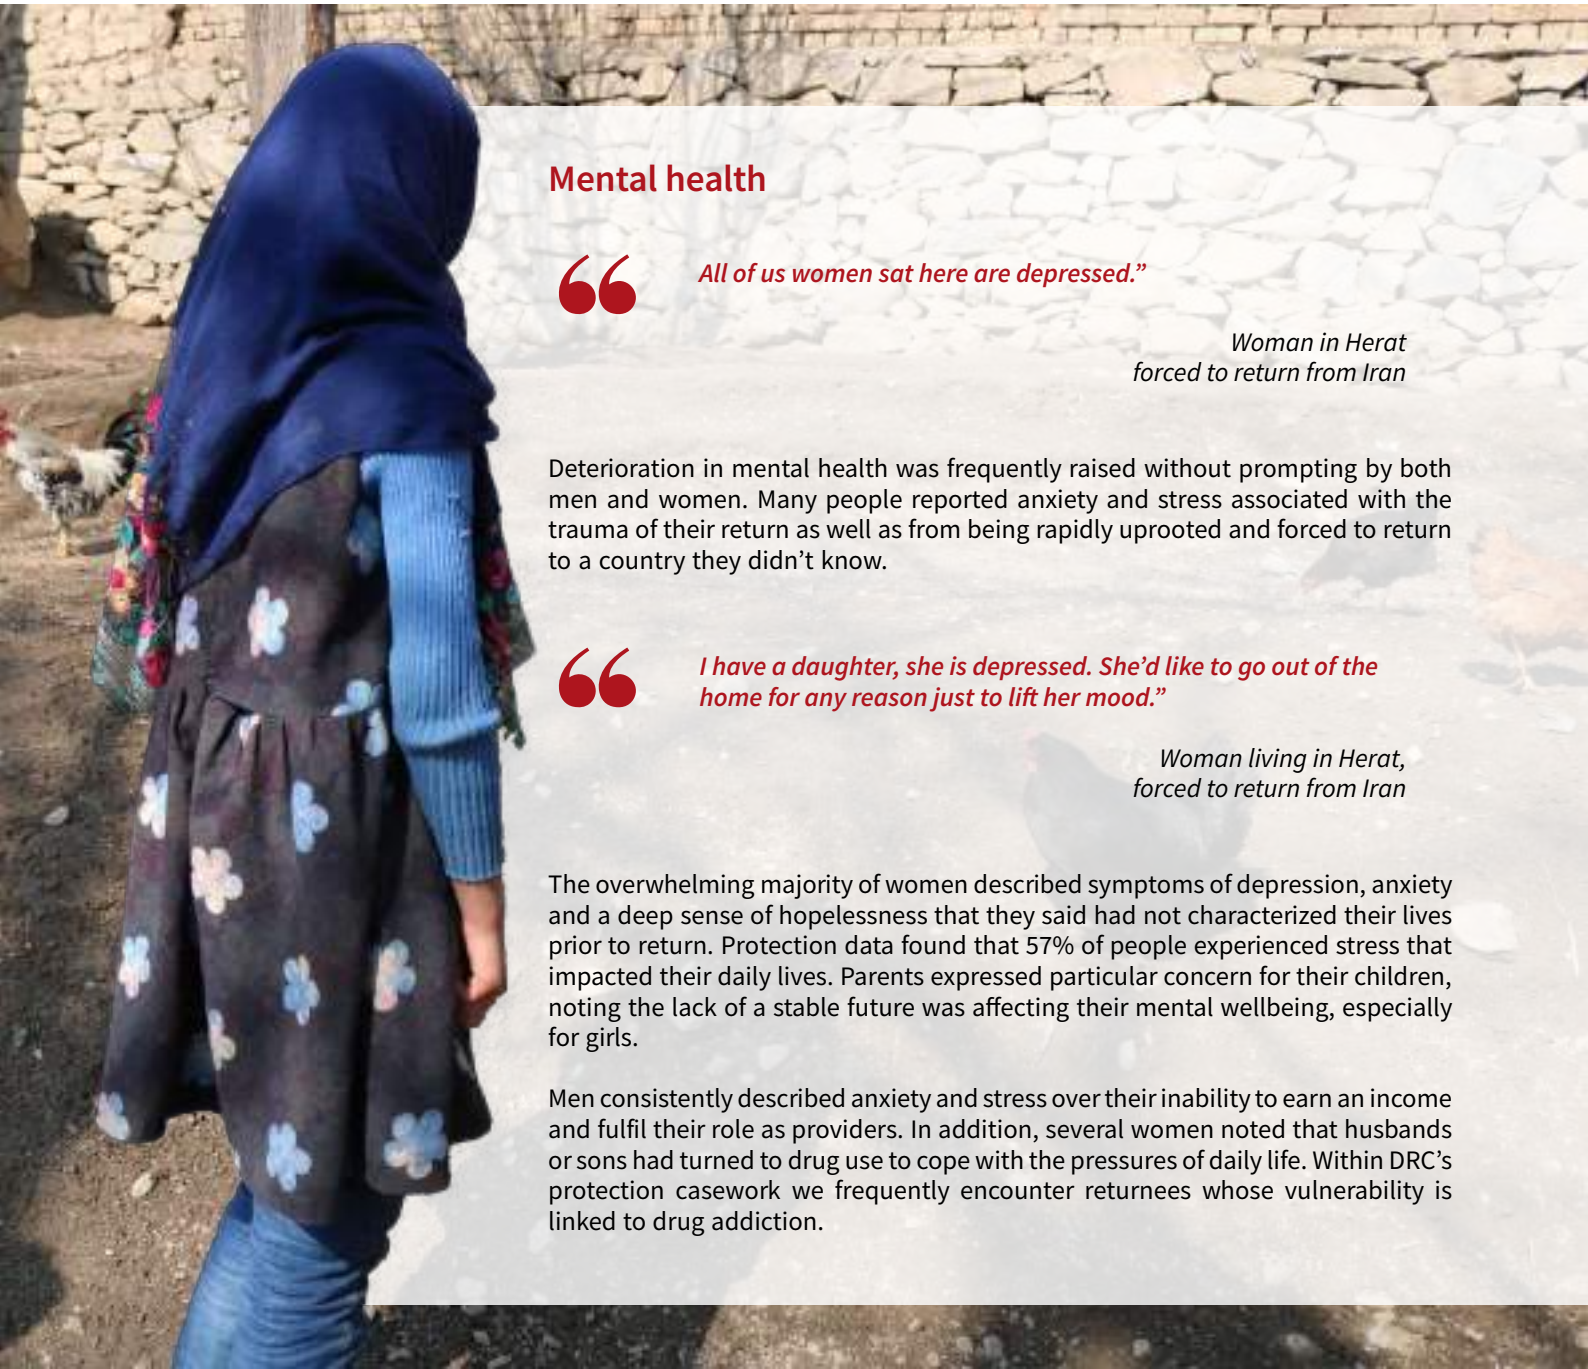 Mental health
“ All of us women sat here are depressed.”
Woman in Herat
forced to return from Iran
Deterioration in mental health was frequently raised without prompting by both
men and women. Many people reported anxiety and stress associated with the
trauma of their return as well as from being rapidly uprooted and forced to return
to a country they didn’t know.
“ I have a daughter, she is depressed. She’d like to go out of the
home for any reason just to lift her mood.”
Woman living in Herat,
forced to return from Iran
The overwhelming majority of women described symptoms of depression, anxiety
and a deep sense of hopelessness that they said had not characterized their lives
prior to return. Protection data found that 57% of people experienced stress that
impacted their daily lives. Parents expressed particular concern for their children,
noting the lack of a stable future was affecting their mental wellbeing, especially
for girls.
Men consistently described anxiety and stress over their inability to earn an income
and fulfil their role as providers. In addition, several women noted that husbands
or sons had turned to drug use to cope with the pressures of daily life. Within DRC’s
protection casework we frequently encounter returnees whose vulnerability is
linked to drug addiction.